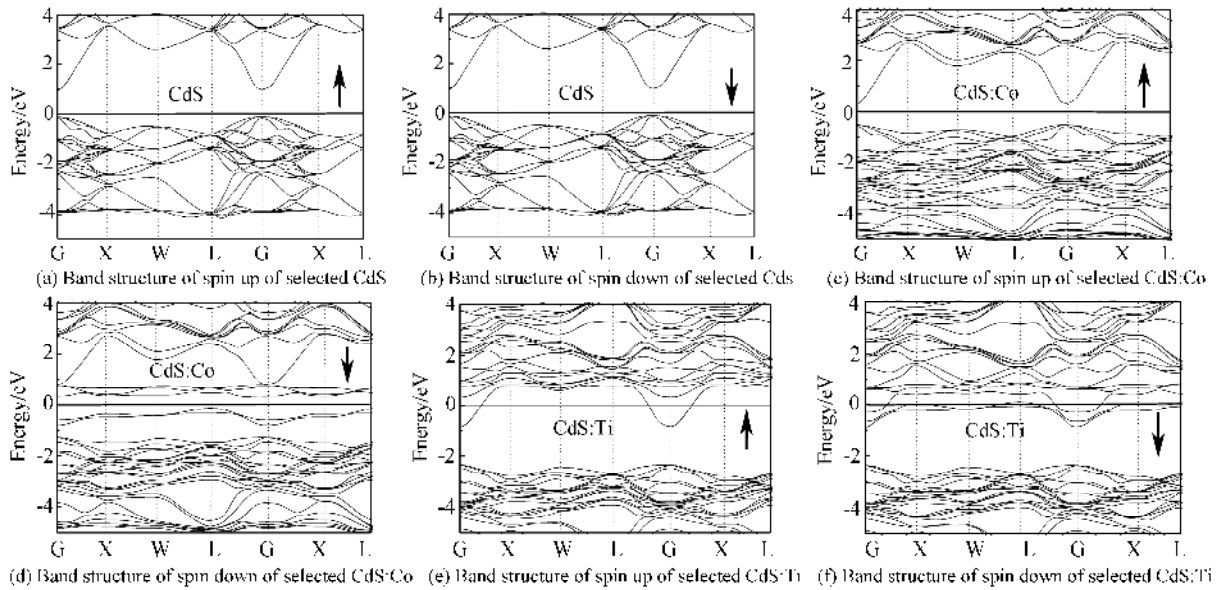 4 4 4
2 2 2
CdS CdS CdS:Co
0 0 0
Energy/eV Energy/eV Energy/eV
-2 -2 -2
-4 -4 -4
G X W L G X L G X W L G X L G X W L G X L
(a) Band structure of spin up of selected CdS (b) Band structure of spin down of selected Cds (c) Band structure of spin up of selected CdS:Co
4 4 4
2 2 2
CdS:Co
0 0 0
CdS:Ti CdS:Ti
Energy/eV Energy/eV Energy/eV
-2 -2 -2
-4 -4 -4
G X W L G X L G X W L G X L G X W L G X L
(d) Band structure of spin down of selected CdS:Co (e) Band structure of spin up of selected CdS:Ti (f) Band structure of spin down of selected CdS:Ti